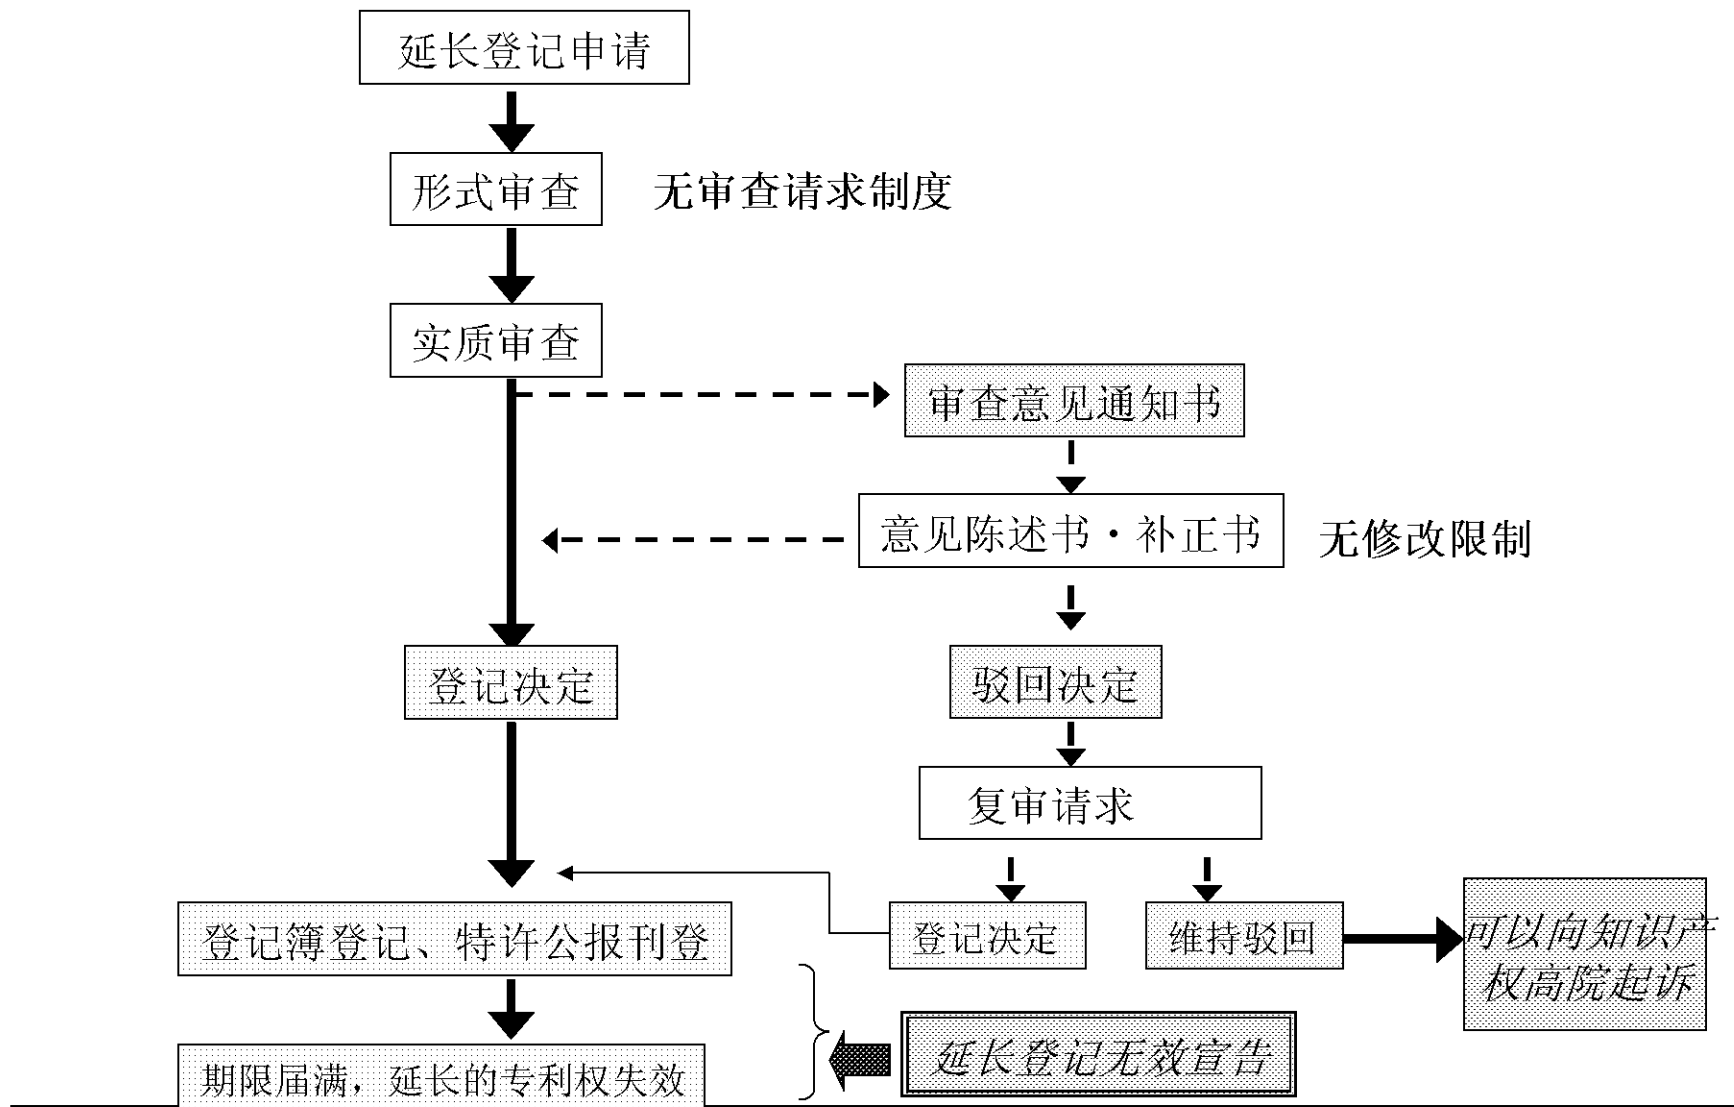 延长登记申请
形式审查
无审查请求制度
实质审查
审查意见通知书
意见陈述书·补正书
无修改限制
登记决定
驳回决定
复审请求
登记簿登记、特许公报刊登
登记决定
维持驳回
可以向知识产
权高院起诉
延长登记无效宣告
期限届满，延长的专利权失效